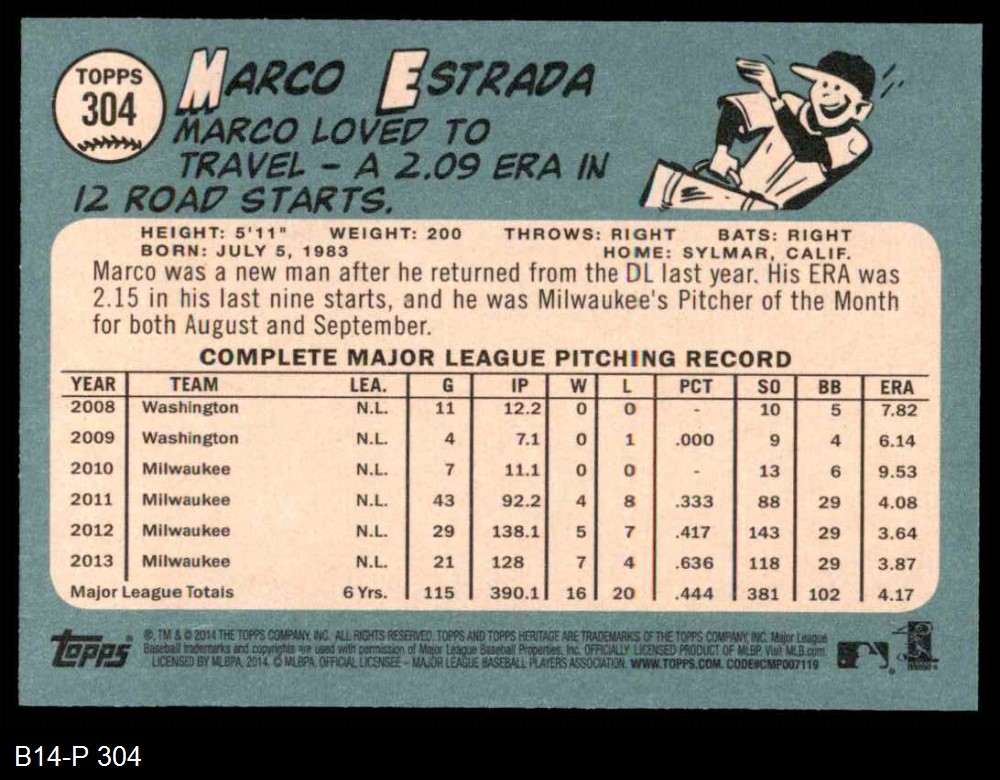 TOPPS
304
MARCO ESTRADA
MARCO LOVED TO
TRAVEL – A 2.09 ERA IN
12 ROAD STARTS.
HEIGHT: 5'11" WEIGHT: 200 THROWS: RIGHT BATS: RIGHT
BORN: JULY 5, 1983 HOME: SYLMAR, CALIF.
Marco was a new man after he returned from the DL last year. His ERA was
2.15 in his last nine starts, and he was Milwaukee's Pitcher of the Month
for both August and September.
COMPLETE MAJOR LEAGUE PITCHING RECORD
YEAR TEAM LEA. G IP W L PCT SO BB ERA
2008 Washington N.L. 11 12.2 0 0 - 10 5 7.82
2009 Washington N.L. 4 7.1 0 1 .000 9 4 6.14
2010 Milwaukee N.L. 7 11.1 0 0 - 13 6 9.53
2011 Milwaukee N.L. 43 92.2 4 8 .333 88 29 4.08
2012 Milwaukee N.L. 29 138.1 5 7 .417 143 29 3.64
2013 Milwaukee N.L. 21 128 7 4 .636 118 29 3.87
Major League Totals 6 Yrs. 115 390.1 16 20 .444 381 102 4.17
topps
®, TM & © 2014 THE TOPPS COMPANY, INC. ALL RIGHTS RESERVED. TOPPS AND TOPPS HERITAGE ARE TRADEMARKS OF THE TOPPS COMPANY, INC. Major League
Baseball trademarks and copyrights are used with permission of Major League Baseball Properties, Inc. OFFICIALLY LICENSED PRODUCT OF MLBP. Visit MLB.com.
LICENSED BY MLBPA, 2014. © MLBPA. OFFICIAL LICENSEE – MAJOR LEAGUE BASEBALL PLAYERS ASSOCIATION. WWW.TOPPS.COM. CODE#CMP007119
B14-P 304